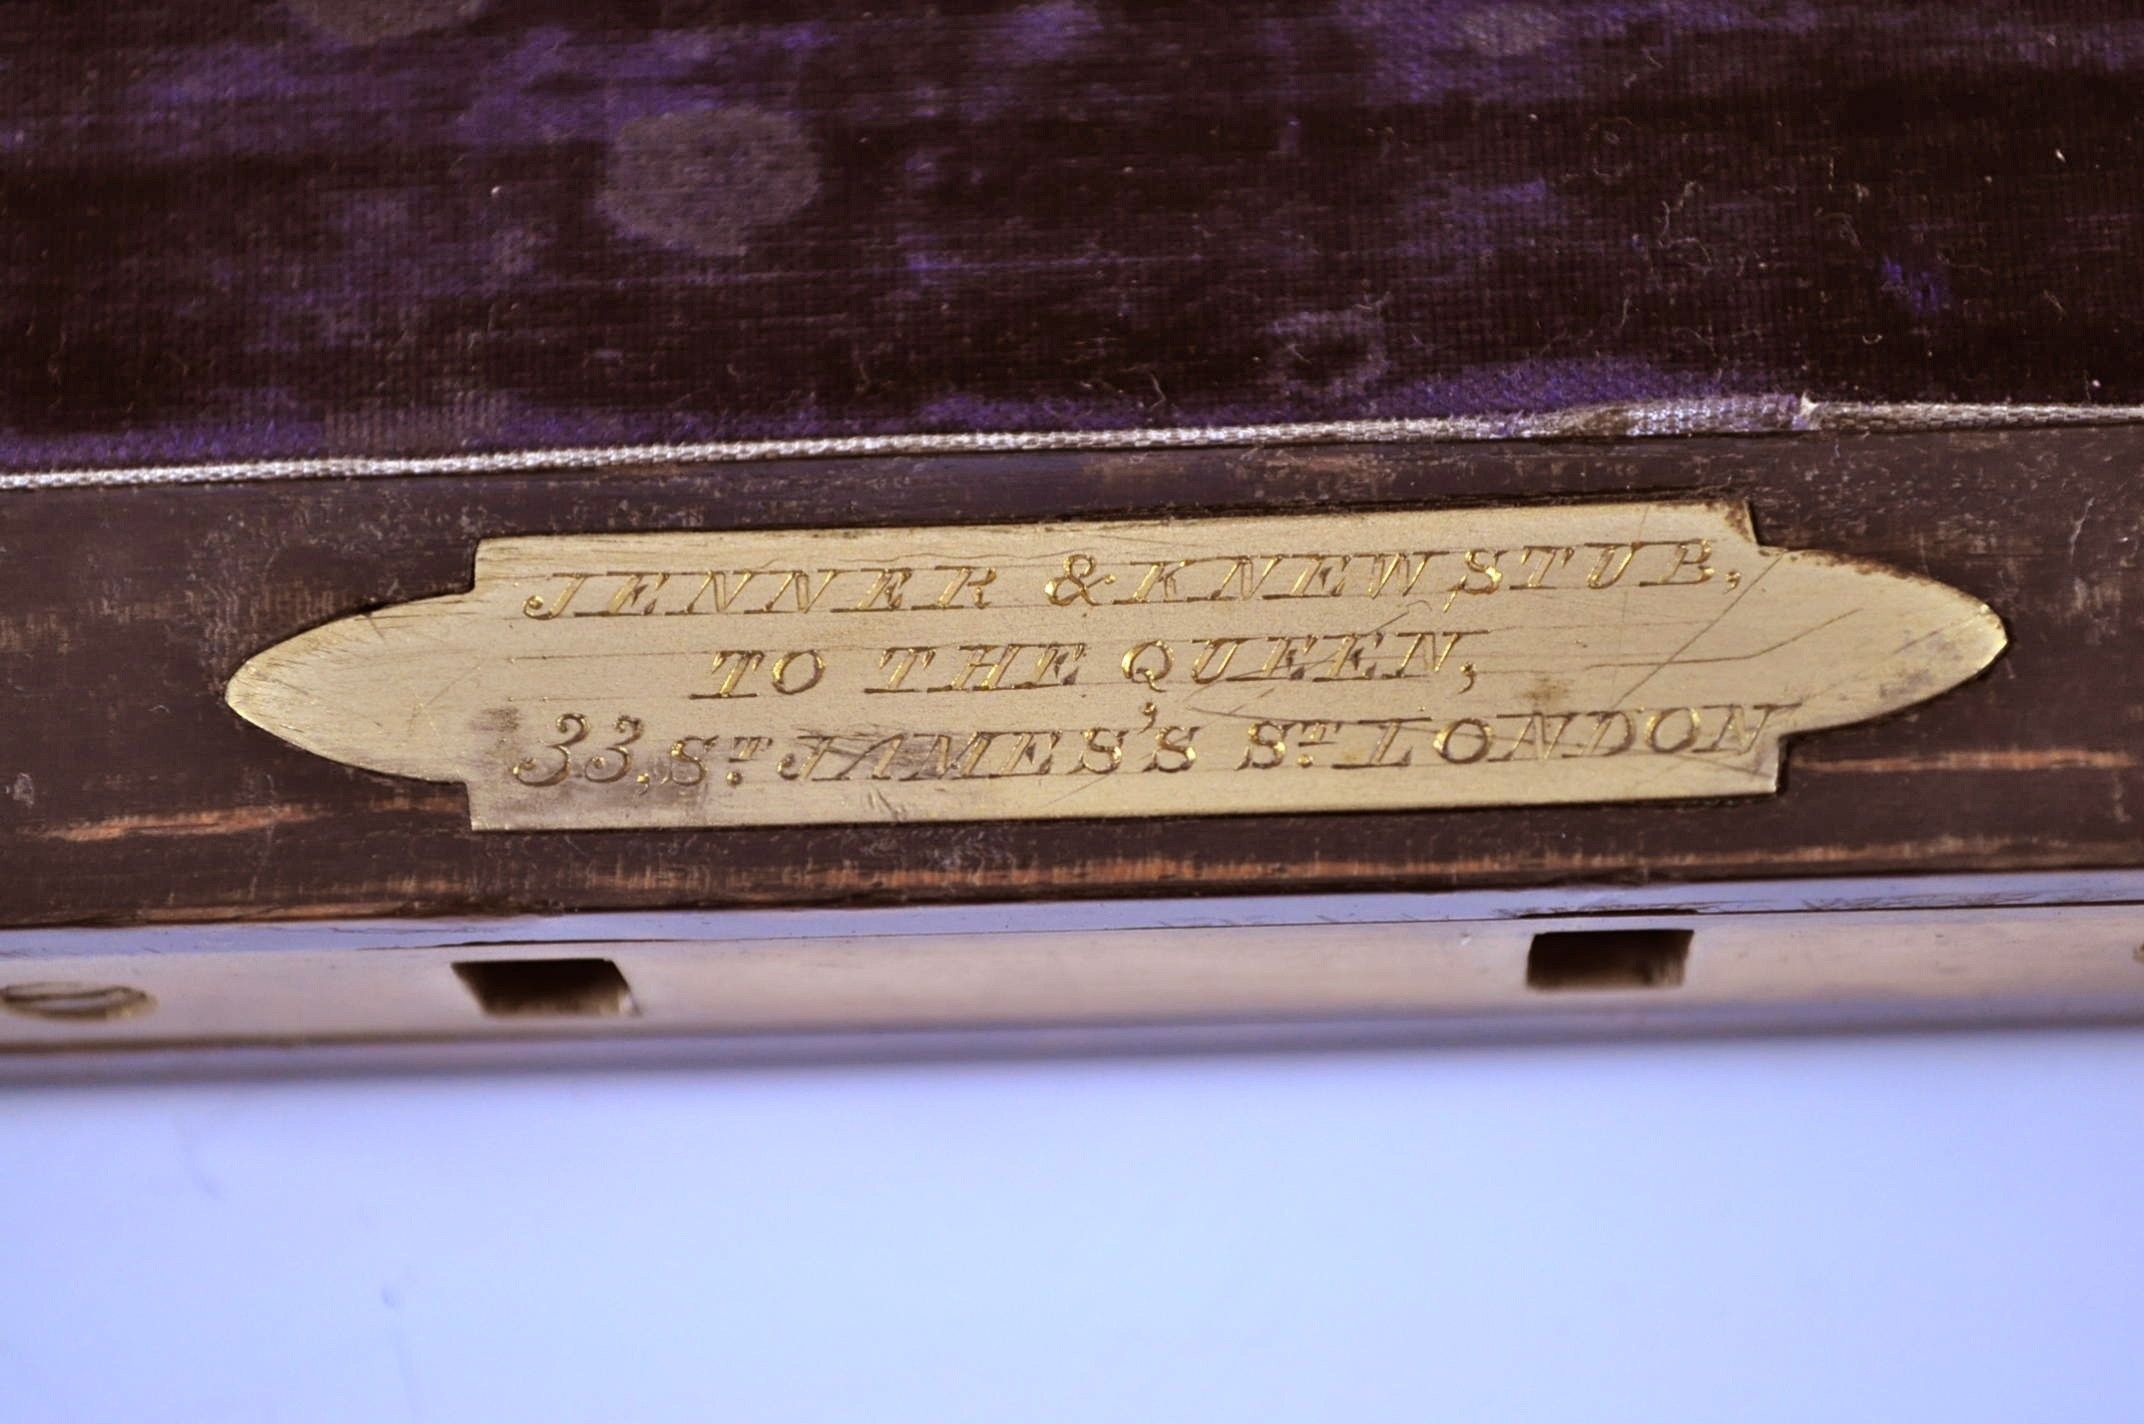 JENNER & KNEWSTUB,
TO THE QUEEN,
33, ST. JAMES'S ST. LONDON